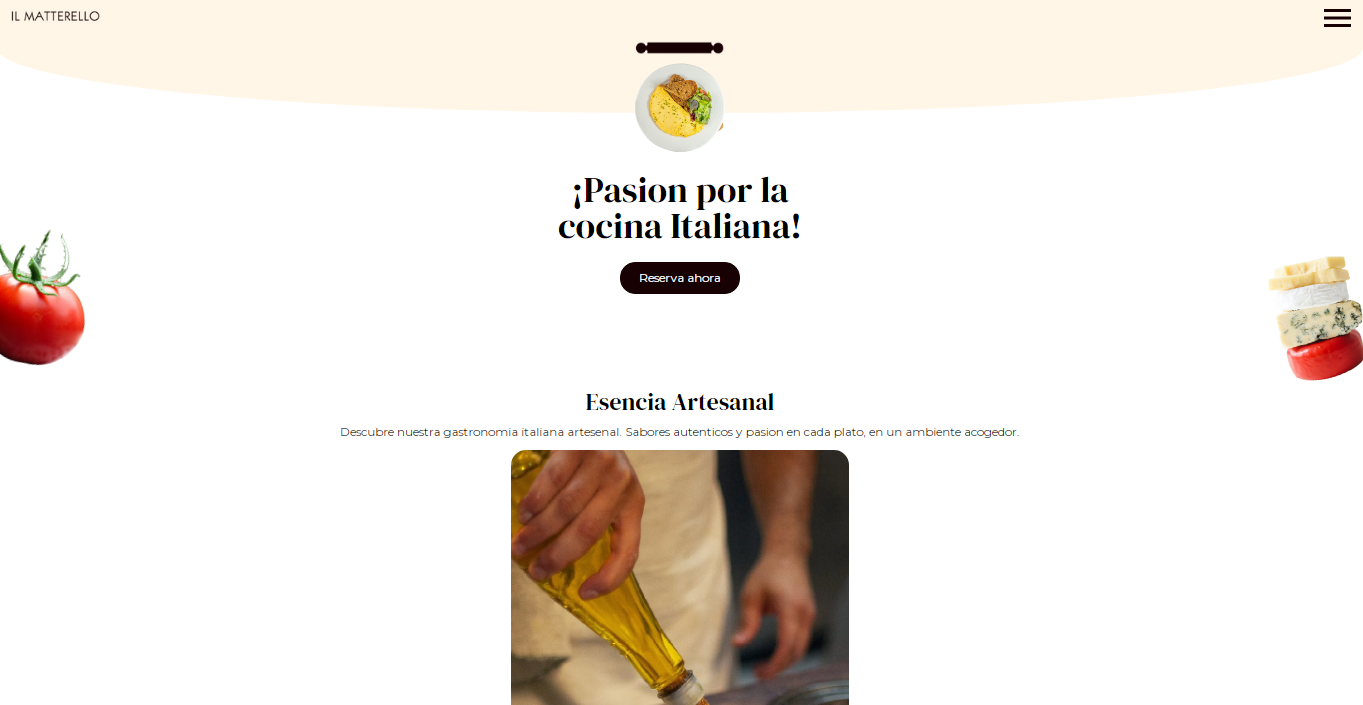 IL MATTERELLO
¡Pasion por la
cocina Italiana!
Reserva ahora
Esencia Artesanal
Descubre nuestra gastronomia italiana artesenal. Sabores autenticos y pasion en cada plato, en un ambiente acogedor.